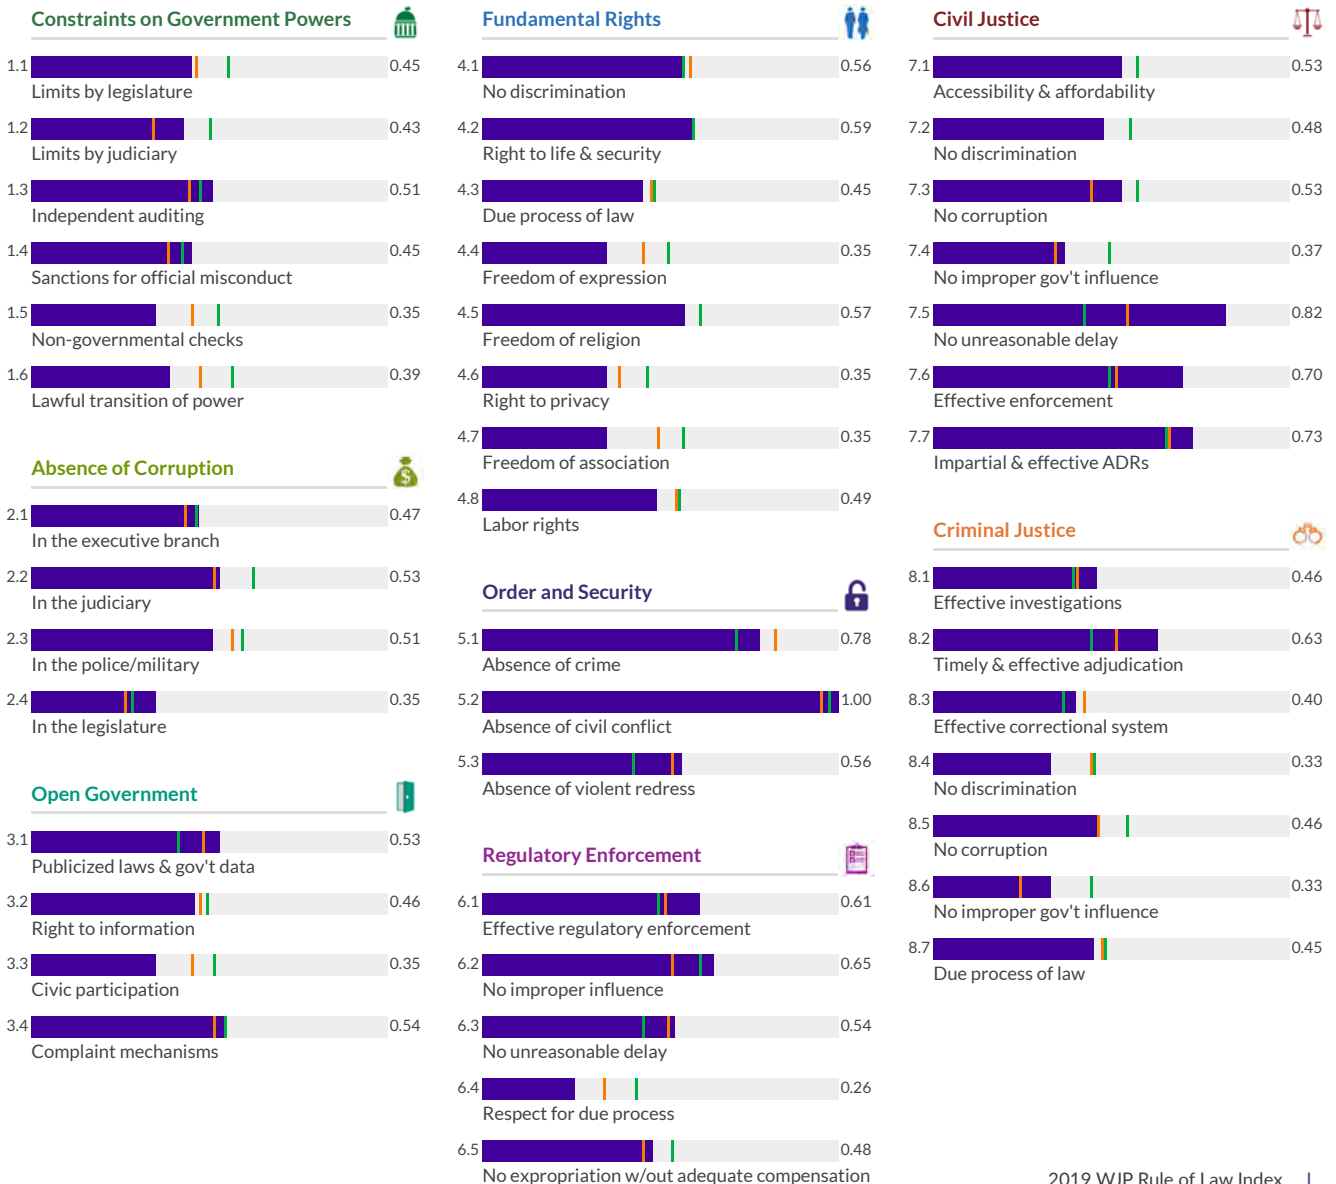 Constraints on Government Powers
1.1 0.45
Limits by legislature
1.2 0.43
Limits by judiciary
1.3 0.51
Independent auditing
1.4 0.45
Sanctions for official misconduct
1.5 0.35
Non-governmental checks
1.6 0.39
Lawful transition of power
Absence of Corruption
2.1 0.47
In the executive branch
2.2 0.53
In the judiciary
2.3 0.51
In the police/military
2.4 0.35
In the legislature
Open Government
3.1 0.53
Publicized laws & gov't data
3.2 0.46
Right to information
3.3 0.35
Civic participation
3.4 0.54
Complaint mechanisms
Fundamental Rights
4.1 0.56
No discrimination
4.2 0.59
Right to life & security
4.3 0.45
Due process of law
4.4 0.35
Freedom of expression
4.5 0.57
Freedom of religion
4.6 0.35
Right to privacy
4.7 0.35
Freedom of association
4.8 0.49
Labor rights
Order and Security
5.1 0.78
Absence of crime
5.2 1.00
Absence of civil conflict
5.3 0.56
Absence of violent redress
Regulatory Enforcement
6.1 0.61
Effective regulatory enforcement
6.2 0.65
No improper influence
6.3 0.54
No unreasonable delay
6.4 0.26
Respect for due process
6.5 0.48
No expropriation w/out adequate compensation
Civil Justice
7.1 0.53
Accessibility & affordability
7.2 0.48
No discrimination
7.3 0.53
No corruption
7.4 0.37
No improper gov't influence
7.5 0.82
No unreasonable delay
7.6 0.70
Effective enforcement
7.7 0.73
Impartial & effective ADRs
Criminal Justice
8.1 0.46
Effective investigations
8.2 0.63
Timely & effective adjudication
8.3 0.40
Effective correctional system
8.4 0.33
No discrimination
8.5 0.46
No corruption
8.6 0.33
No improper gov't influence
8.7 0.45
Due process of law
2019 WJP Rule of Law Index |